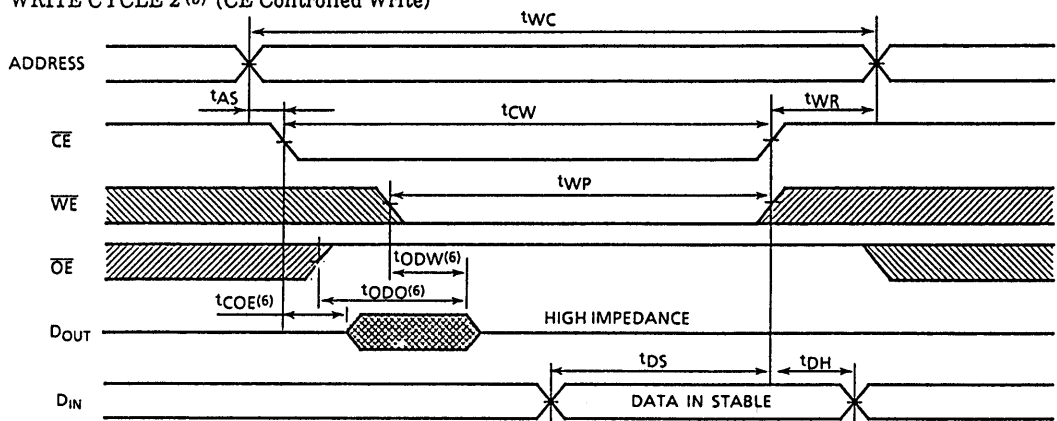 WRITE CYCLE 2 (5) (CE Controlled Write)
tWC
ADDRESS
tAS
tCW
tWR
CE
tWP
WE
OE
tODW(6)
tODO(6)
tCOE(6)
DOUT
HIGH IMPEDANCE
tDS
tDH
DIN
DATA IN STABLE